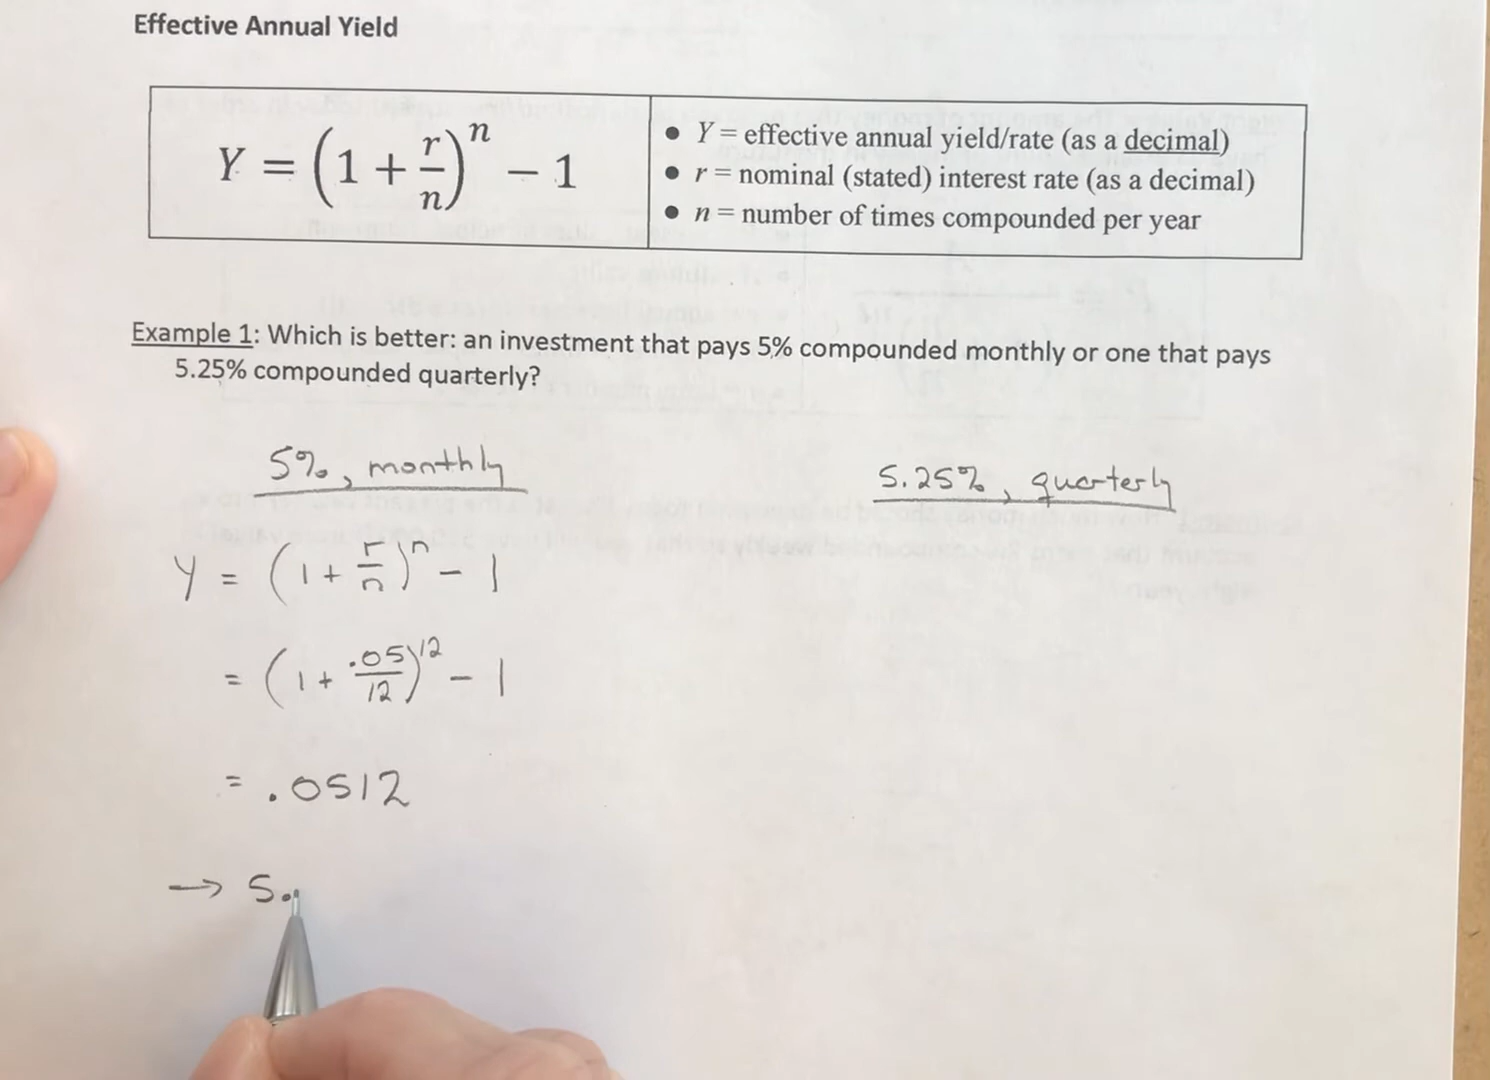 Effective Annual Yield
Y = (1 + r/n)^n − 1
● Y = effective annual yield/rate (as a decimal)
● r = nominal (stated) interest rate (as a decimal)
● n = number of times compounded per year
Example 1: Which is better: an investment that pays 5% compounded monthly or one that pays
5.25% compounded quarterly?
5%, monthly
Y = (1 + r/n)^n − 1
= (1 + .05/12)^12 − 1
= .0512
→ 5.
5.25%, quarterly